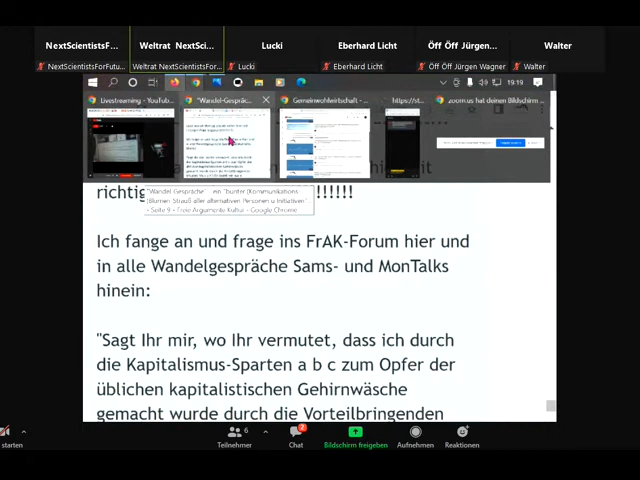 NextScientistsF... Weltrat NextSci... Lucki Eberhard Licht Öff Öff Jürgen... Walter
NextScientistsForFutu... Weltrat NextScientistsFor... Lucki Eberhard Licht Öff Öff Jürgen Wagner Walter
19:19
Livestreaming - YouTu... "Wandel-Gespräc... Gemeinwohlwirtschaft - ... https://st... zoom.us hat deinen Bildschirm ...
richtig !!!!!!
"Wandel Gespräche" - ein "bunter (Kommunikations
)Blumen Strauß aller alternativen Personen u Initiativen" ...
- Seite 9 - Freie Argumente Kultur - Google Chrome
Ich fange an und frage ins FrAK-Forum hier und
in alle Wandelgespräche Sams- und MonTalks
hinein:
"Sagt Ihr mir, wo Ihr vermutet, dass ich durch
die Kapitalismus-Sparten a b c zum Opfer der
üblichen kapitalistischen Gehirnwäsche
gemacht wurde durch die Vorteilbringenden
6 2
starten Teilnehmer Chat Bildschirm freigeben Aufnehmen Reaktionen